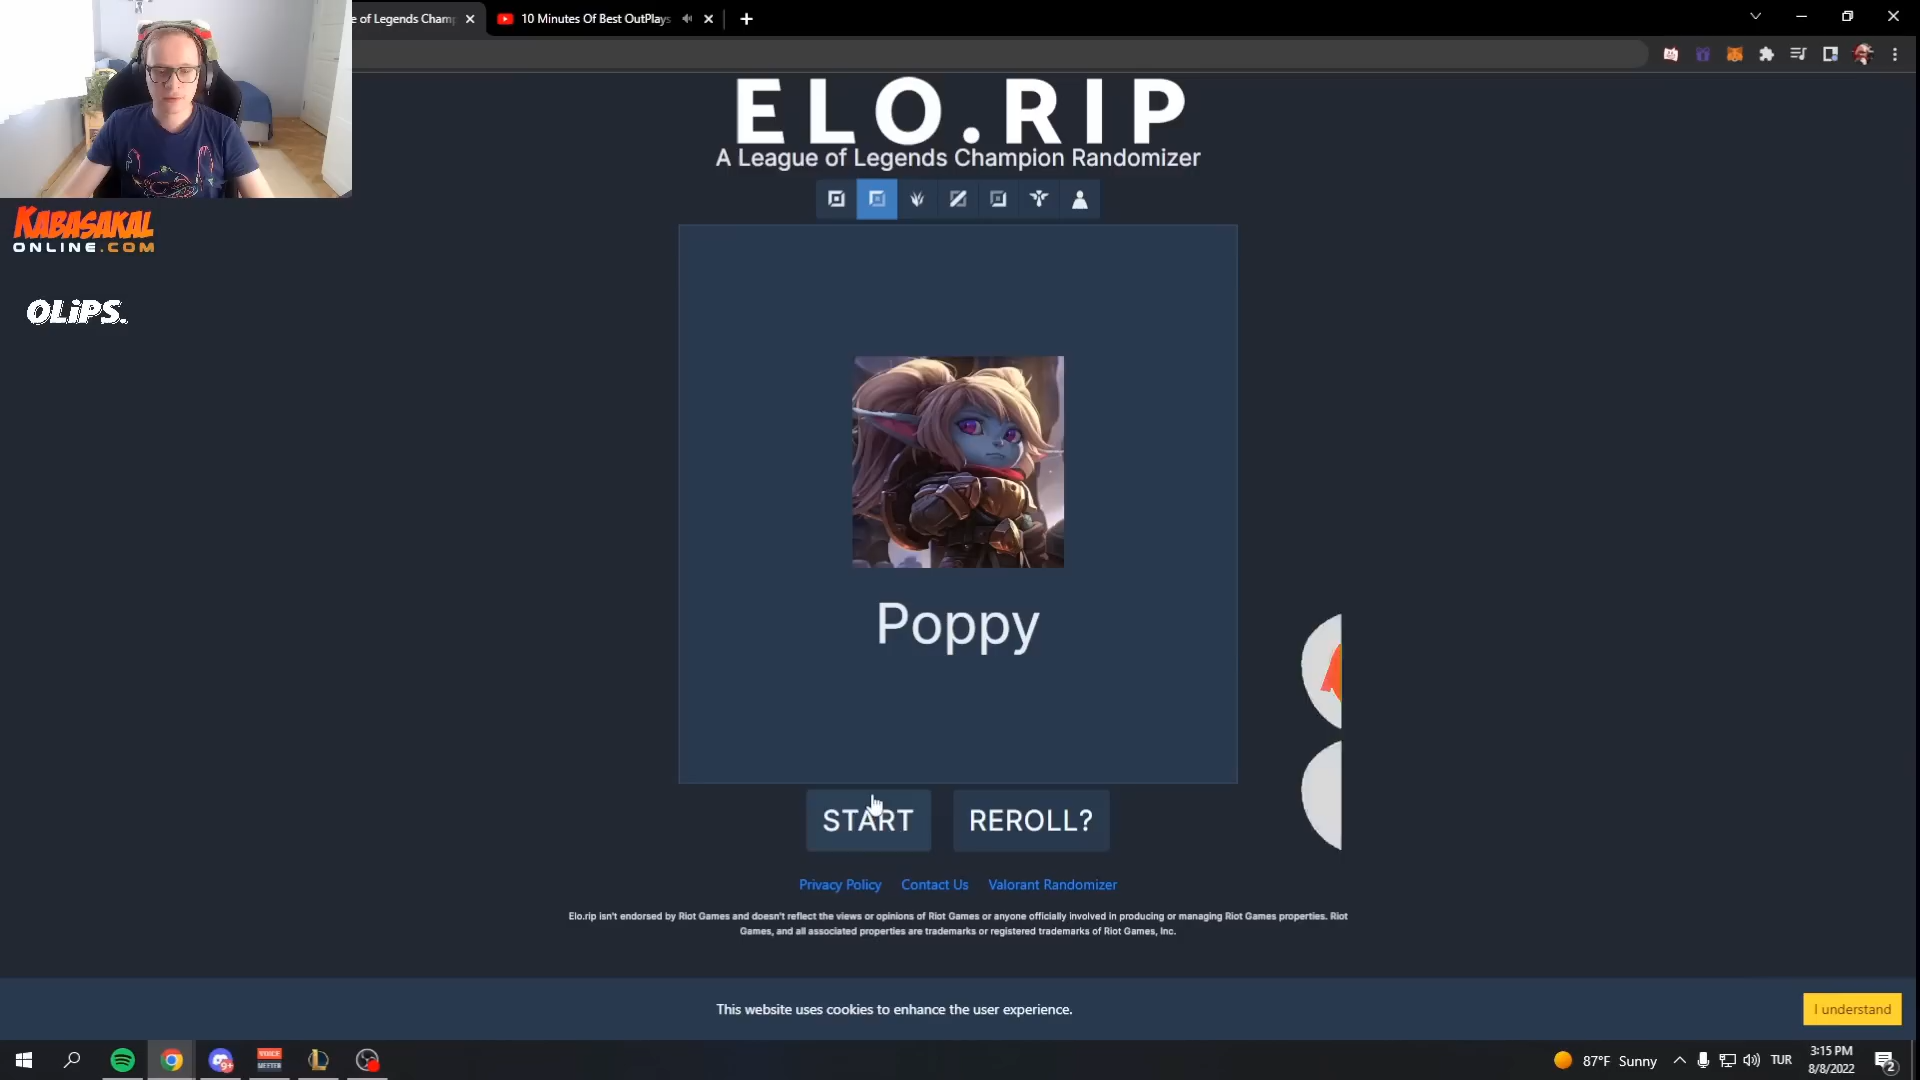 e of Legends Champ
10 Minutes Of Best OutPlays
KABASAKAL
ONLINE.COM
OLiPS.
ELO.RIP
A League of Legends Champion Randomizer
Poppy
START
REROLL?
Privacy Policy
Contact Us
Valorant Randomizer
Elo.rip isn't endorsed by Riot Games and doesn't reflect the views or opinions of Riot Games or anyone officially involved in producing or managing Riot Games properties. Riot
Games, and all associated properties are trademarks or registered trademarks of Riot Games, Inc.
This website uses cookies to enhance the user experience.
I understand
9+
VOICE
MEETER
87°F Sunny
TUR
3:15 PM
8/8/2022
2